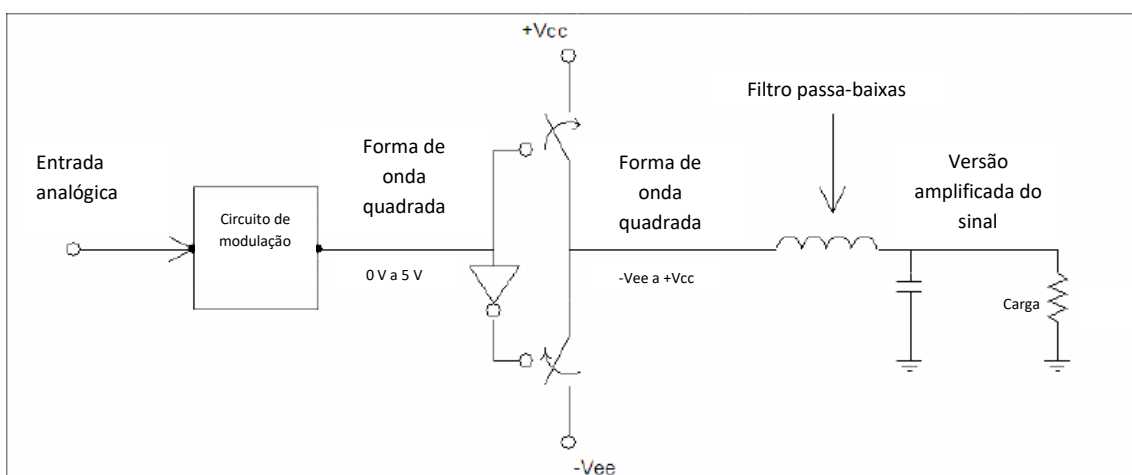 +Vcc
Filtro passa-baixas
Entrada
analógica
Forma de
onda
quadrada
Forma de
onda
quadrada
Versão
amplificada do
sinal
Circuito de
modulação
0 V a 5 V
-Vee a +Vcc
Carga
-Vee